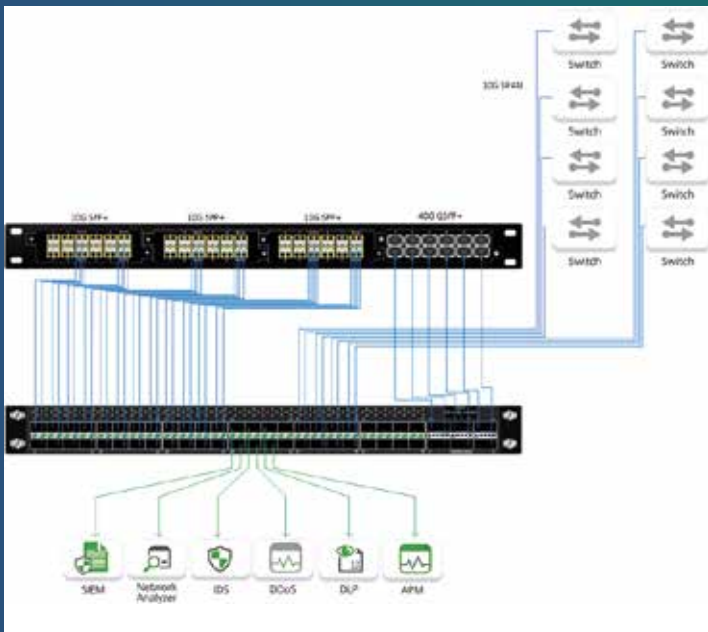 Switch
Switch
10G SPAN
Switch
Switch
Switch
Switch
10G SFP+
10G SFP+
10G SFP+
40G QSFP+
Switch
Switch
SIEM
Network
Analyzer
IDS
DDoS
DLP
APM